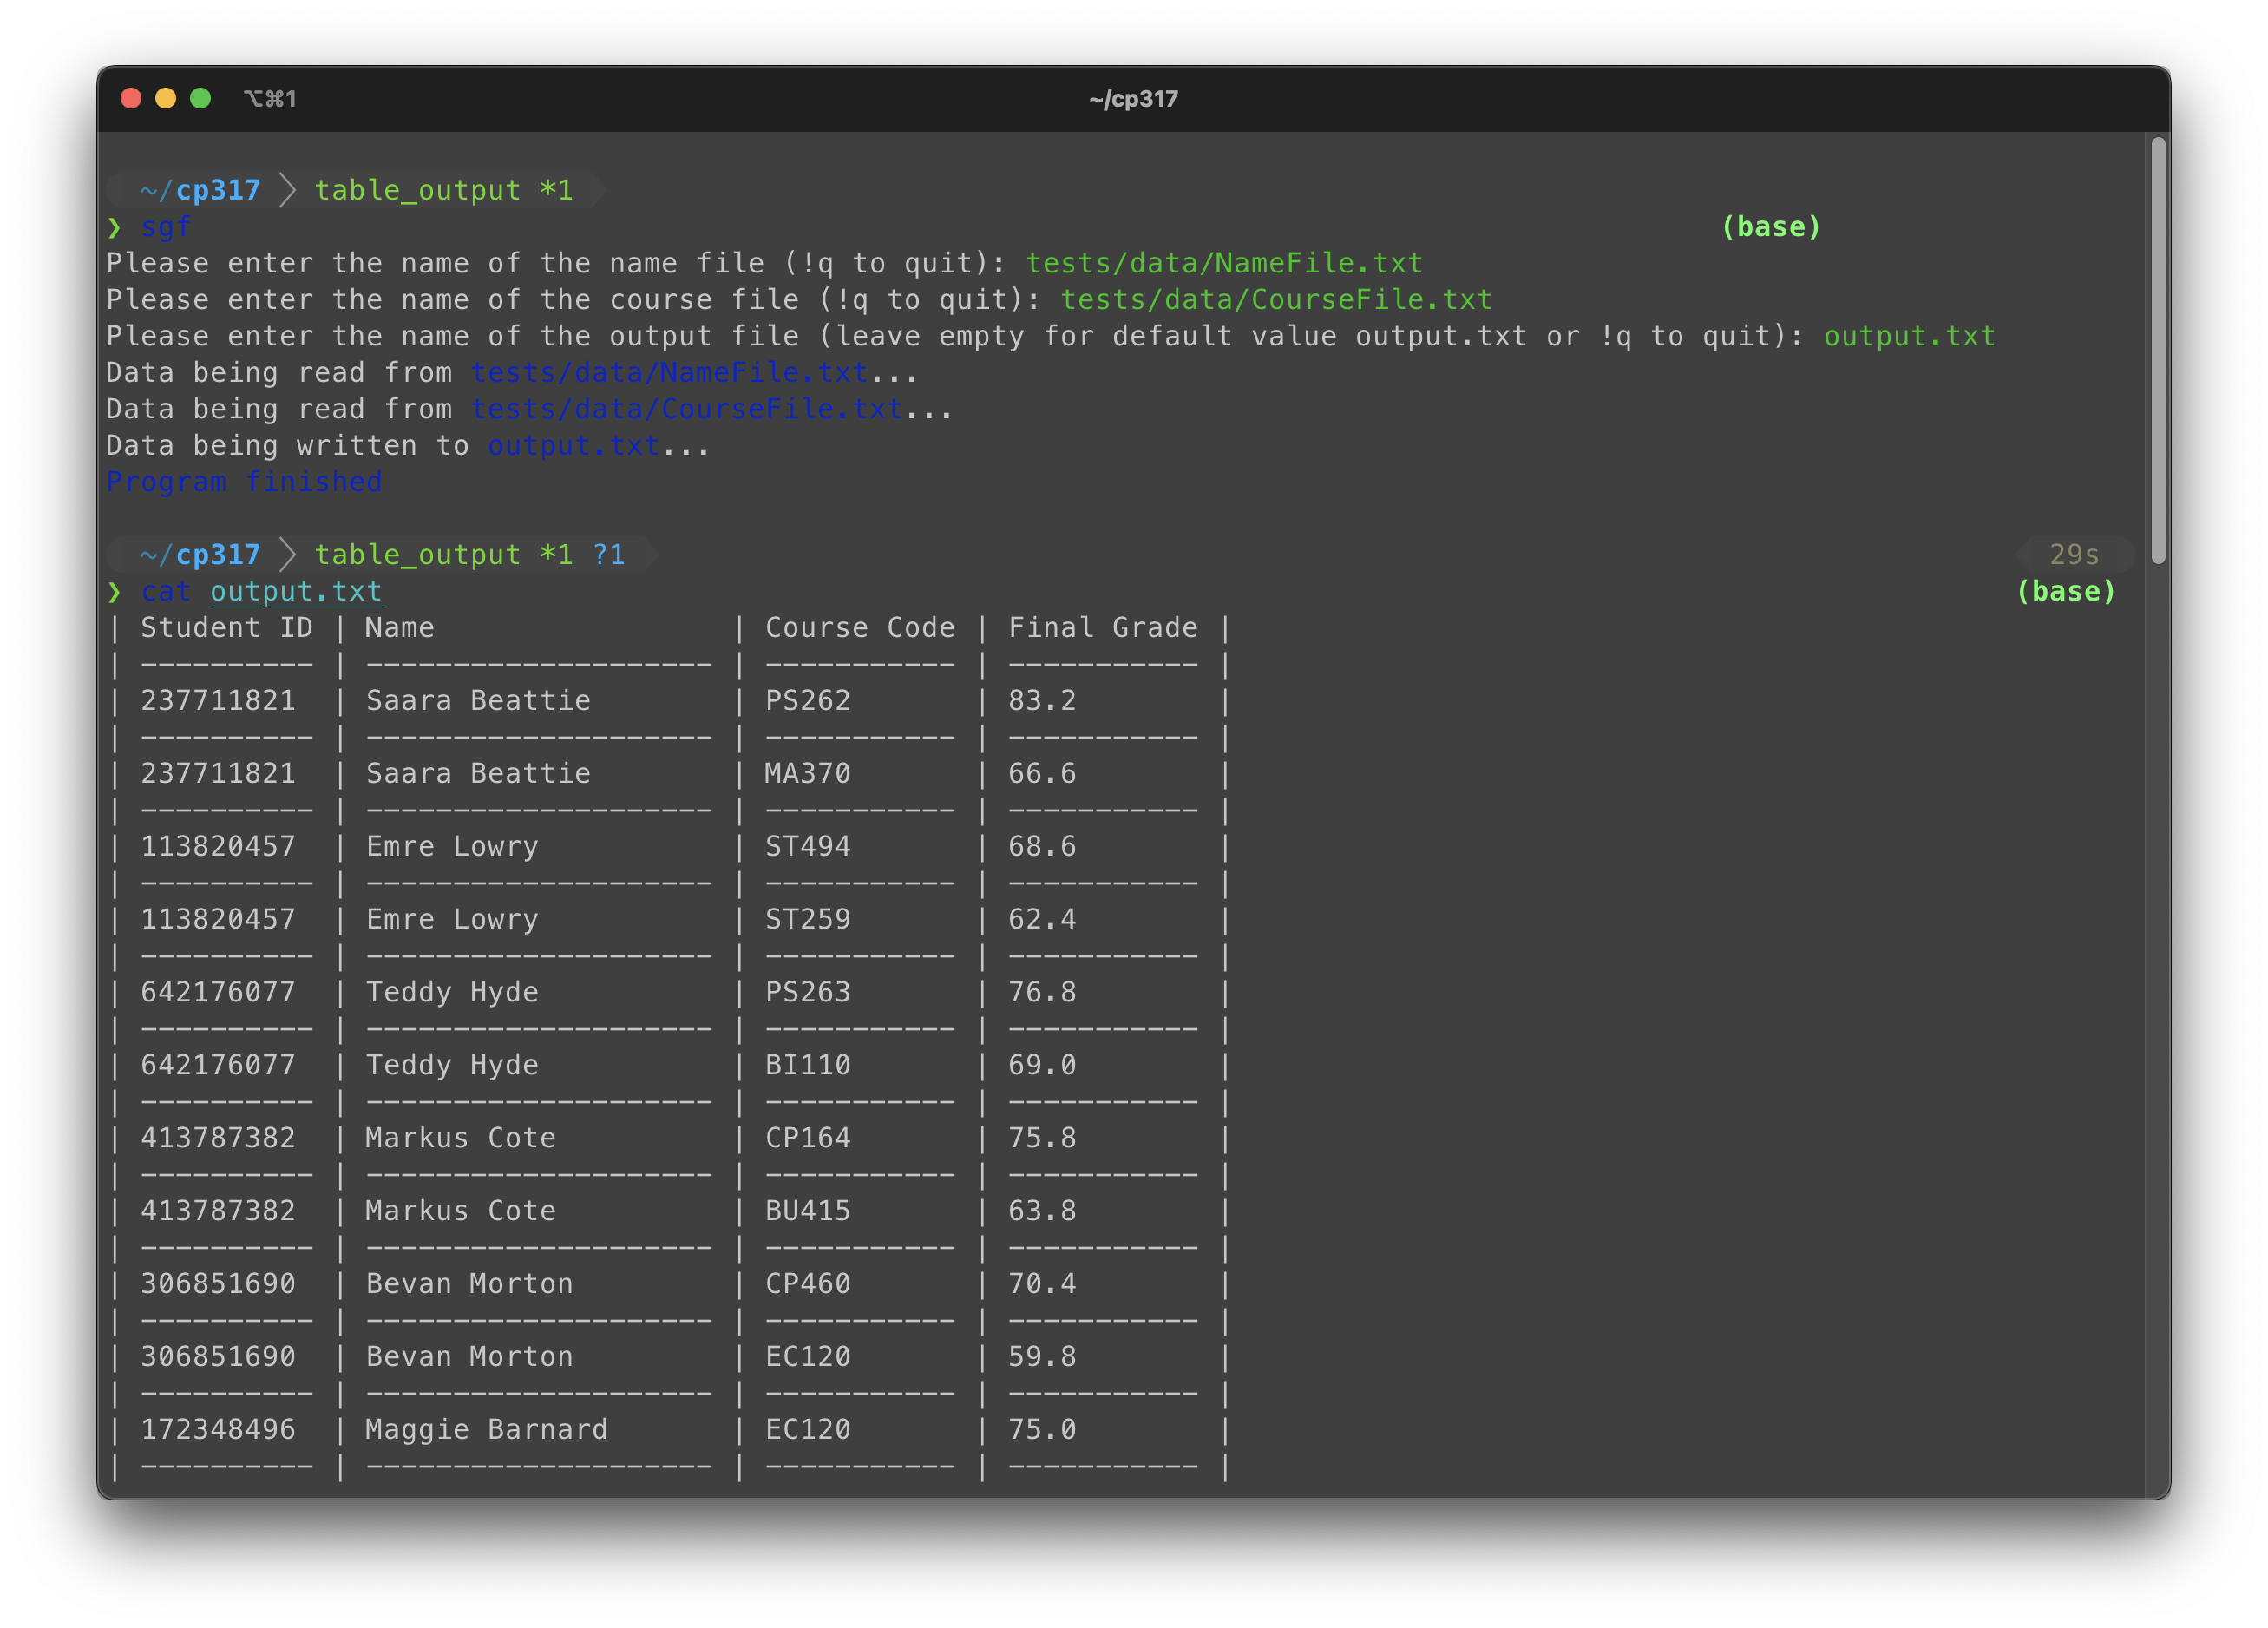 ⌥⌘1 ~/cp317
~/cp317 table_output *1
❯ sgf (base)
Please enter the name of the name file (!q to quit): tests/data/NameFile.txt
Please enter the name of the course file (!q to quit): tests/data/CourseFile.txt
Please enter the name of the output file (leave empty for default value output.txt or !q to quit): output.txt
Data being read from tests/data/NameFile.txt...
Data being read from tests/data/CourseFile.txt...
Data being written to output.txt...
Program finished
~/cp317 table_output *1 ?1 29s
❯ cat output.txt (base)
| Student ID | Name                 | Course Code | Final Grade |
| ---------- | -------------------- | ----------- | ----------- |
| 237711821  | Saara Beattie        | PS262       | 83.2        |
| ---------- | -------------------- | ----------- | ----------- |
| 237711821  | Saara Beattie        | MA370       | 66.6        |
| ---------- | -------------------- | ----------- | ----------- |
| 113820457  | Emre Lowry           | ST494       | 68.6        |
| ---------- | -------------------- | ----------- | ----------- |
| 113820457  | Emre Lowry           | ST259       | 62.4        |
| ---------- | -------------------- | ----------- | ----------- |
| 642176077  | Teddy Hyde           | PS263       | 76.8        |
| ---------- | -------------------- | ----------- | ----------- |
| 642176077  | Teddy Hyde           | BI110       | 69.0        |
| ---------- | -------------------- | ----------- | ----------- |
| 413787382  | Markus Cote          | CP164       | 75.8        |
| ---------- | -------------------- | ----------- | ----------- |
| 413787382  | Markus Cote          | BU415       | 63.8        |
| ---------- | -------------------- | ----------- | ----------- |
| 306851690  | Bevan Morton         | CP460       | 70.4        |
| ---------- | -------------------- | ----------- | ----------- |
| 306851690  | Bevan Morton         | EC120       | 59.8        |
| ---------- | -------------------- | ----------- | ----------- |
| 172348496  | Maggie Barnard       | EC120       | 75.0        |
| ---------- | -------------------- | ----------- | ----------- |